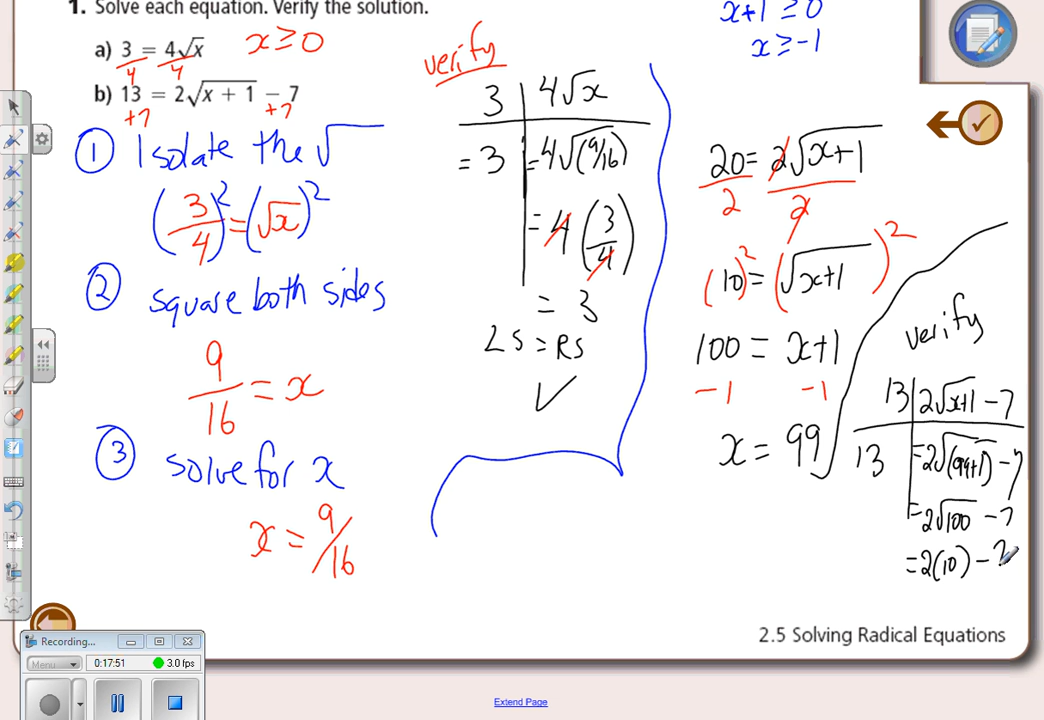 1. Solve each equation. Verify the solution.
a) 3 = 4√x
4 4
x ≥ 0
b) 13 = 2√x + 1 - 7
+7 +7
① Isolate the √
(3/4)² = (√x)²
② square both sides
9/16 = x
③ solve for x
x = 9/16
verify
3 | 4√x
= 3 | = 4√(9/16)
= 4(3/4)
= 3
LS = RS
✓
x+1 ≥ 0
x ≥ -1
20 = 2√x+1
2 2
(10)² = (√x+1)²
100 = x+1
-1 -1
x = 99
verify
13 | 2√x+1 - 7
13 | = 2√(99+1) - 7
= 2√100 - 7
= 2(10) -
2.5 Solving Radical Equations
Recording...
Menu
0:17:51
3.0 fps
Extend Page